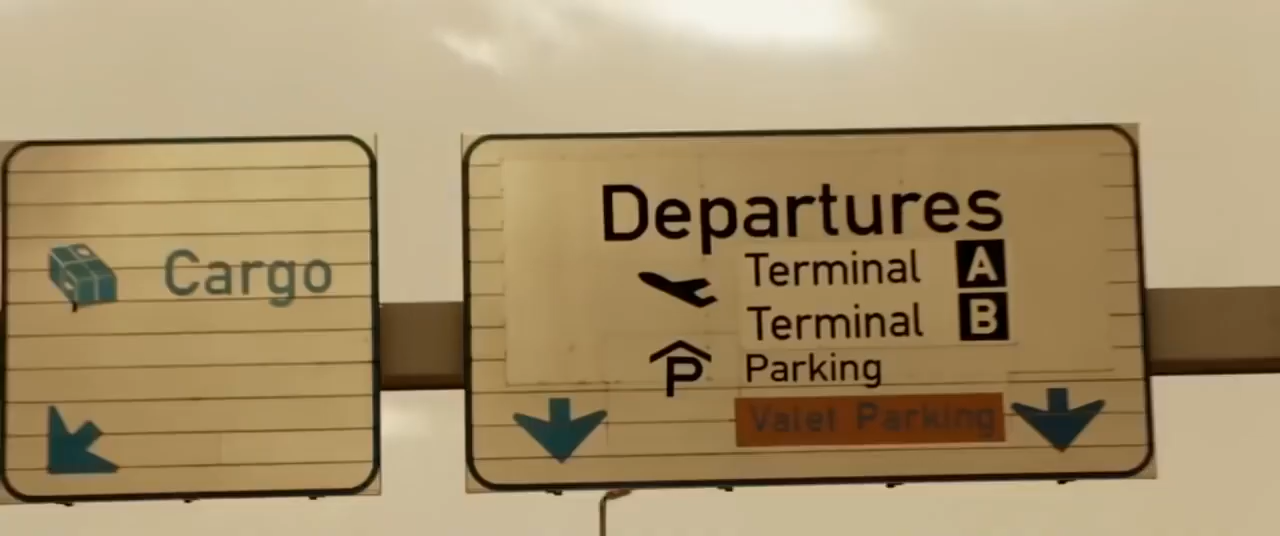 Cargo
Departures
Terminal A
Terminal B
P Parking
Valet Parking